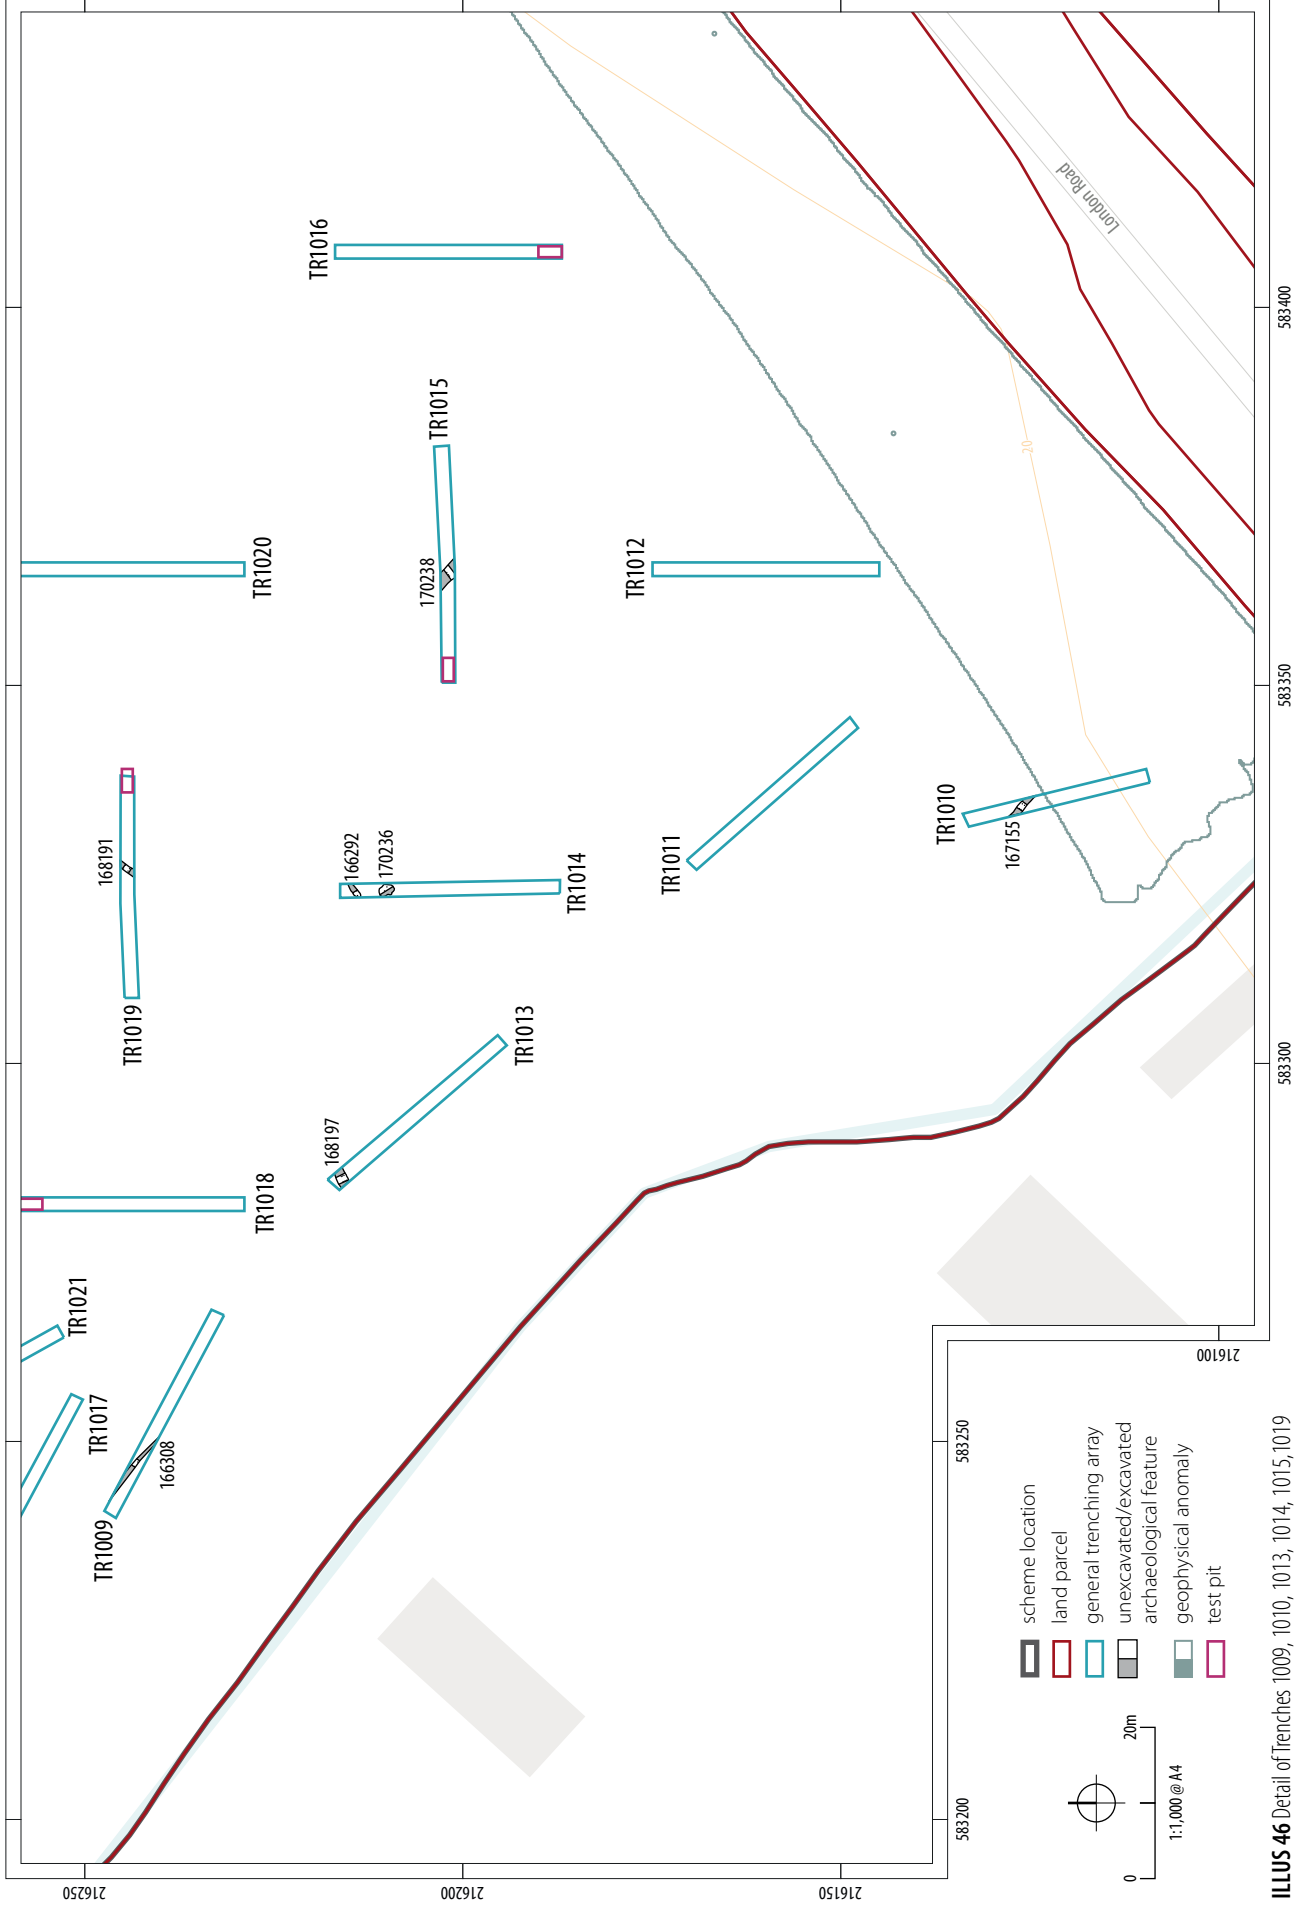 TR1021
TR1017
TR1009
166308
TR1018
TR1019
168191
TR1020
168197
TR1013
166292
170236
TR1014
170238
TR1015
TR1016
TR1011
TR1012
TR1010
167155
20
London Road
216250
216200
216150
216100
583200
583250
583300
583350
583400
0
20m
1:1,000 @ A4
scheme location
land parcel
general trenching array
unexcavated/excavated
archaeological feature
geophysical anomaly
test pit
ILLUS 46 Detail of Trenches 1009, 1010, 1013, 1014, 1015,1019